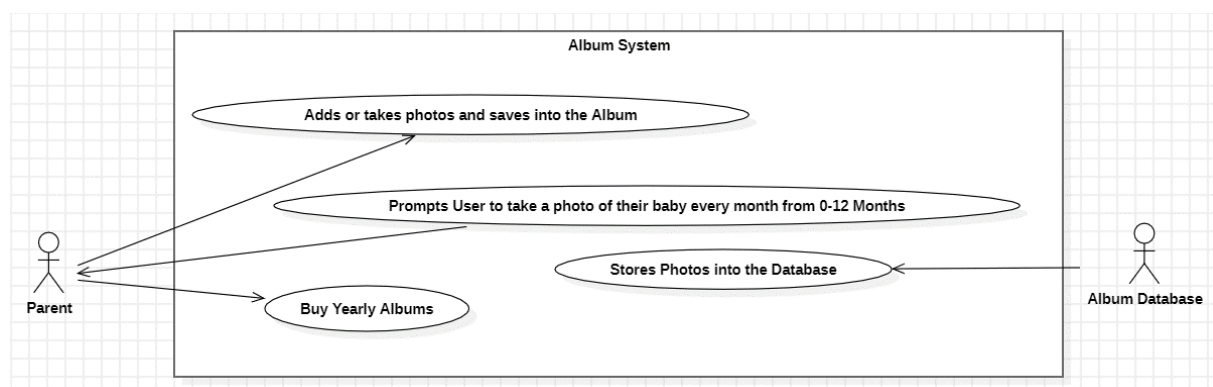 Album System
Adds or takes photos and saves into the Album
Prompts User to take a photo of their baby every month from 0-12 Months
Stores Photos into the Database
Parent
Buy Yearly Albums
Album Database